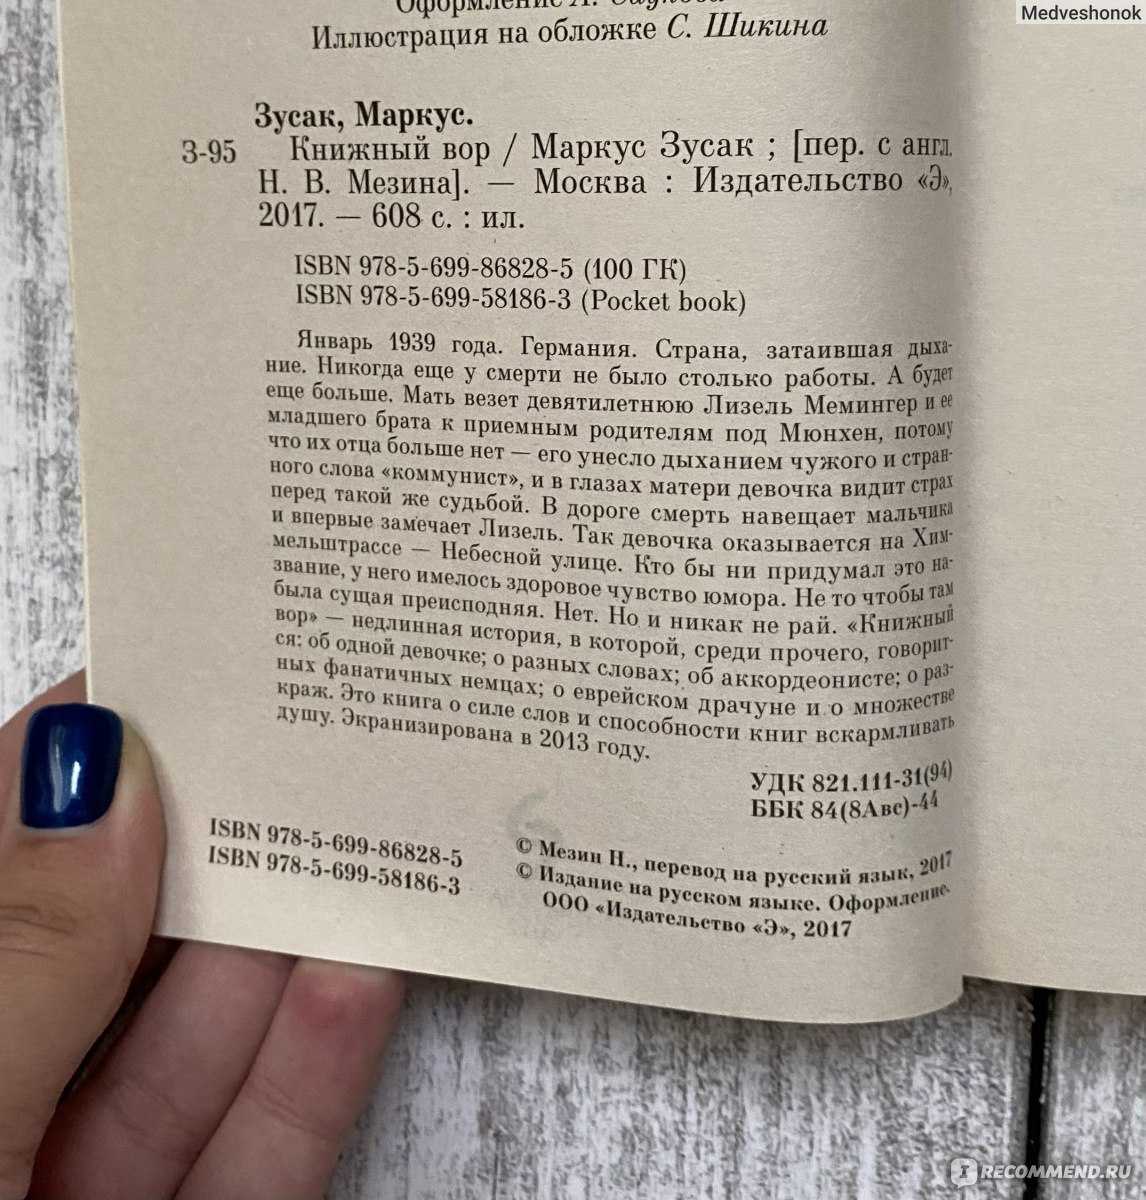 Medveshonok
Оформление А.
Иллюстрация на обложке С. Шикина
Зусак, Маркус.
З-95 Книжный вор / Маркус Зусак ; [пер. с англ.
Н. В. Мезина]. — Москва : Издательство «Э»,
2017. — 608 с. : ил.
ISBN 978-5-699-86828-5 (100 ГК)
ISBN 978-5-699-58186-3 (Pocket book)
Январь 1939 года. Германия. Страна, затаившая дыха-
ние. Никогда еще у смерти не было столько работы. А будет
еще больше. Мать везет девятилетнюю Лизель Мемингер и ее
младшего брата к приемным родителям под Мюнхен, потому
что их отца больше нет — его унесло дыханием чужого и стран-
ного слова «коммунист», и в глазах матери девочка видит страх
перед такой же судьбой. В дороге смерть навещает мальчика
и впервые замечает Лизель. Так девочка оказывается на Хим-
мельштрассе — Небесной улице. Кто бы ни придумал это на-
звание, у него имелось здоровое чувство юмора. Не то чтобы там
была сущая преисподняя. Нет. Но и никак не рай. «Книжный
вор» — недлинная история, в которой, среди прочего, говорит-
ся: об одной девочке; о разных словах; об аккордеонисте; о раз-
ных фанатичных немцах; о еврейском драчуне и о множестве
краж. Это книга о силе слов и способности книг вскармливать
душу. Экранизирована в 2013 году.
УДК 821.111-31(94)
ББК 84(8Авс)-44
ISBN 978-5-699-86828-5
ISBN 978-5-699-58186-3
© Мезин Н., перевод на русский язык, 2017
© Издание на русском языке. Оформление.
ООО «Издательство «Э», 2017
RECOMMEND.RU